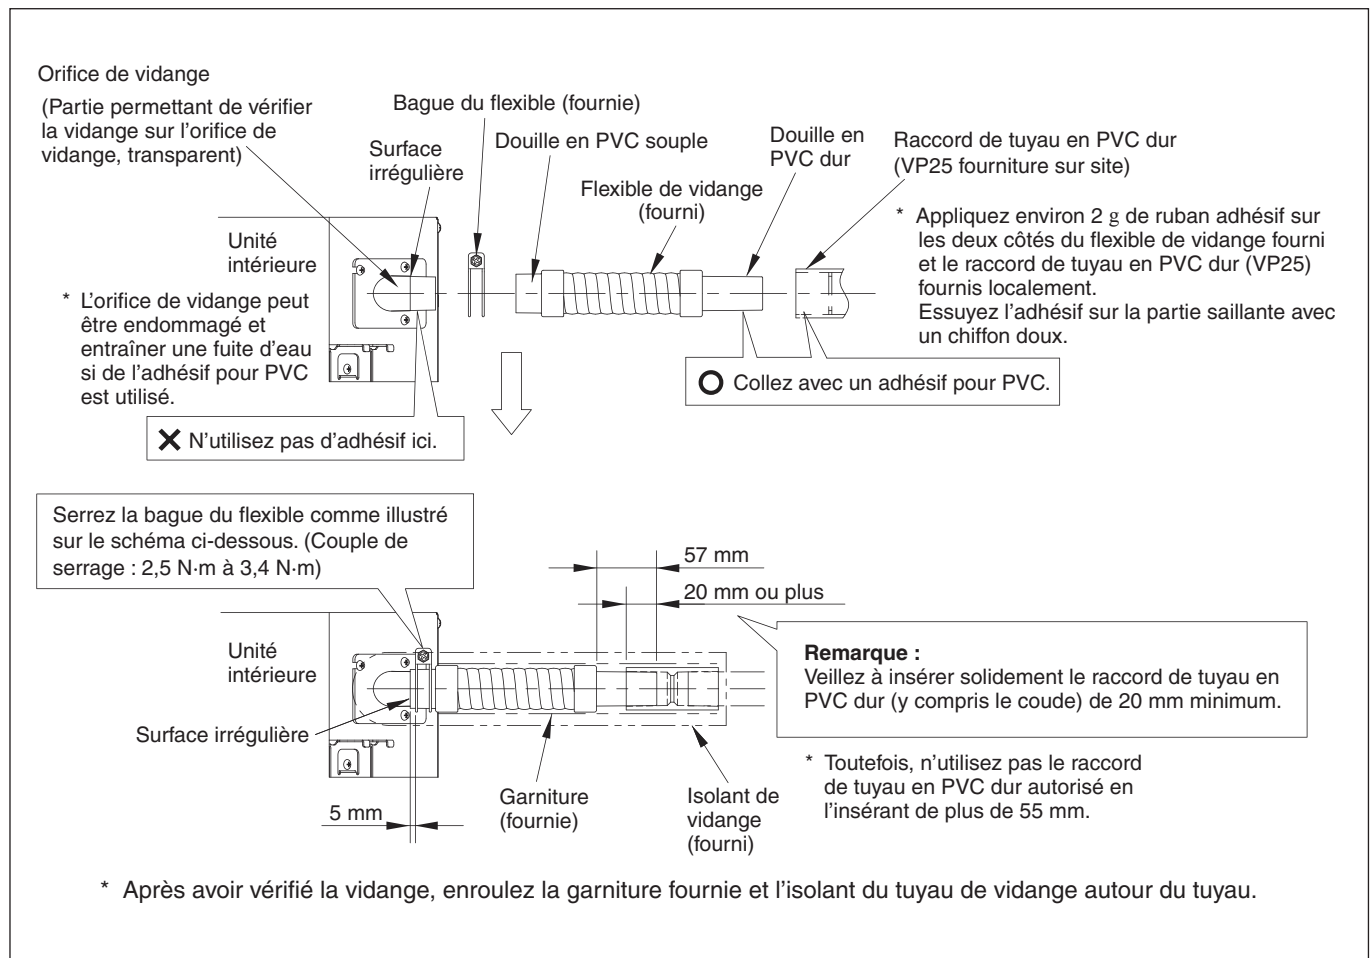 Orifice de vidange
(Partie permettant de vérifier
la vidange sur l'orifice de
vidange, transparent)
Bague du flexible (fournie)
Surface
irrégulière
Douille en PVC souple
Flexible de vidange
(fourni)
Douille en
PVC dur
Raccord de tuyau en PVC dur
(VP25 fourniture sur site)
* Appliquez environ 2 g de ruban adhésif sur
les deux côtés du flexible de vidange fourni
et le raccord de tuyau en PVC dur (VP25)
fournis localement.
Essuyez l'adhésif sur la partie saillante avec
un chiffon doux.
Unité
intérieure
* L'orifice de vidange peut
être endommagé et
entraîner une fuite d'eau
si de l'adhésif pour PVC
est utilisé.
✕ N'utilisez pas d'adhésif ici.
○ Collez avec un adhésif pour PVC.
Serrez la bague du flexible comme illustré
sur le schéma ci-dessous. (Couple de
serrage : 2,5 N·m à 3,4 N·m)
57 mm
20 mm ou plus
Unité
intérieure
Surface irrégulière
5 mm
Garniture
(fournie)
Isolant de
vidange
(fourni)
Remarque :
Veillez à insérer solidement le raccord de tuyau en
PVC dur (y compris le coude) de 20 mm minimum.
* Toutefois, n'utilisez pas le raccord
de tuyau en PVC dur autorisé en
l'insérant de plus de 55 mm.
* Après avoir vérifié la vidange, enroulez la garniture fournie et l'isolant du tuyau de vidange autour du tuyau.